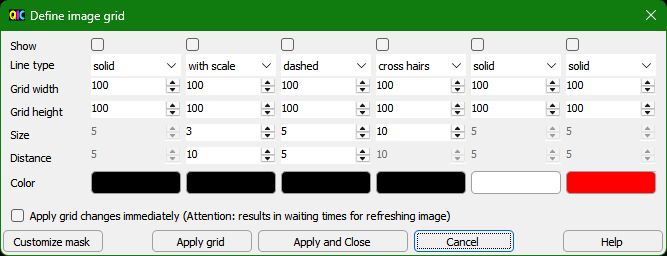 QIC Define image grid
Show
Line type solid with scale dashed cross hairs solid solid
Grid width 100 100 100 100 100 100
Grid height 100 100 100 100 100 100
Size 5 3 5 10 5 5
Distance 5 10 5 10 5 5
Color
Apply grid changes immediately (Attention: results in waiting times for refreshing image)
Customize mask Apply grid Apply and Close Cancel Help